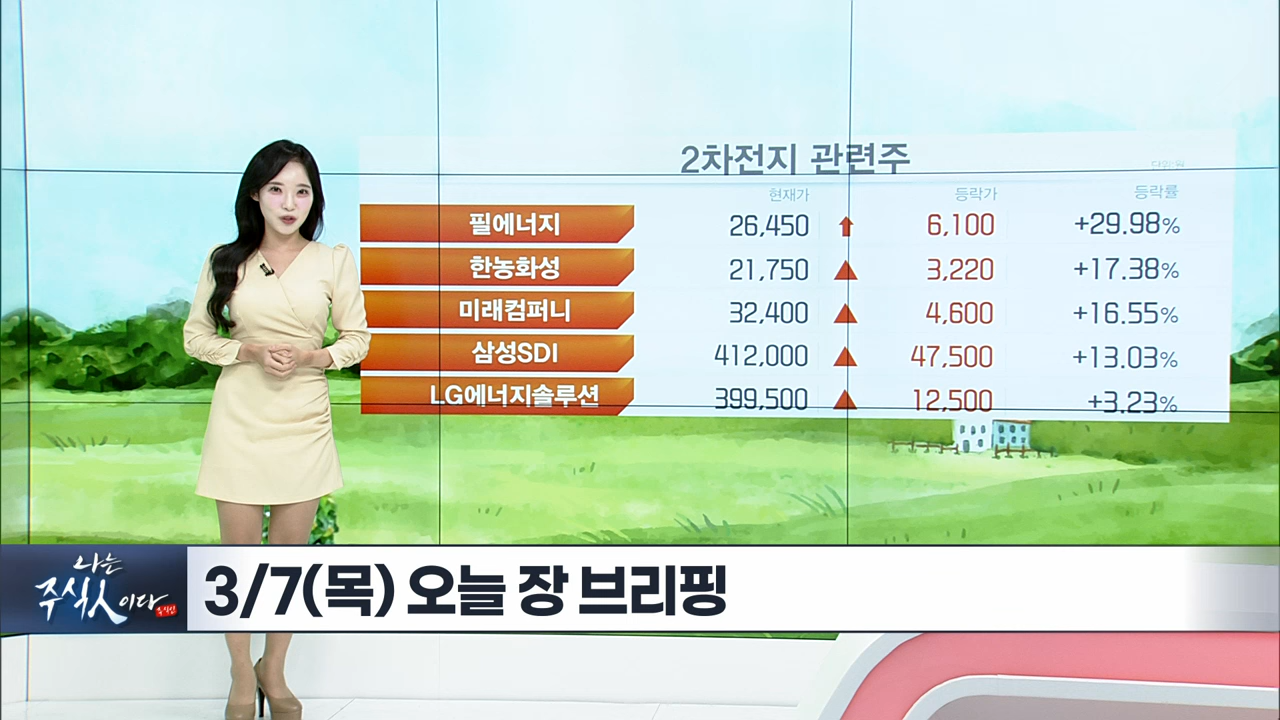 2차전지 관련주
현재가 등락가 등락률
필에너지 26,450 6,100 +29.98%
한농화성 21,750 3,220 +17.38%
미래컴퍼니 32,400 4,600 +16.55%
삼성SDI 412,000 47,500 +13.03%
LG에너지솔루션 399,500 12,500 +3.23%
나는
주식人이다
3/7(목) 오늘 장 브리핑